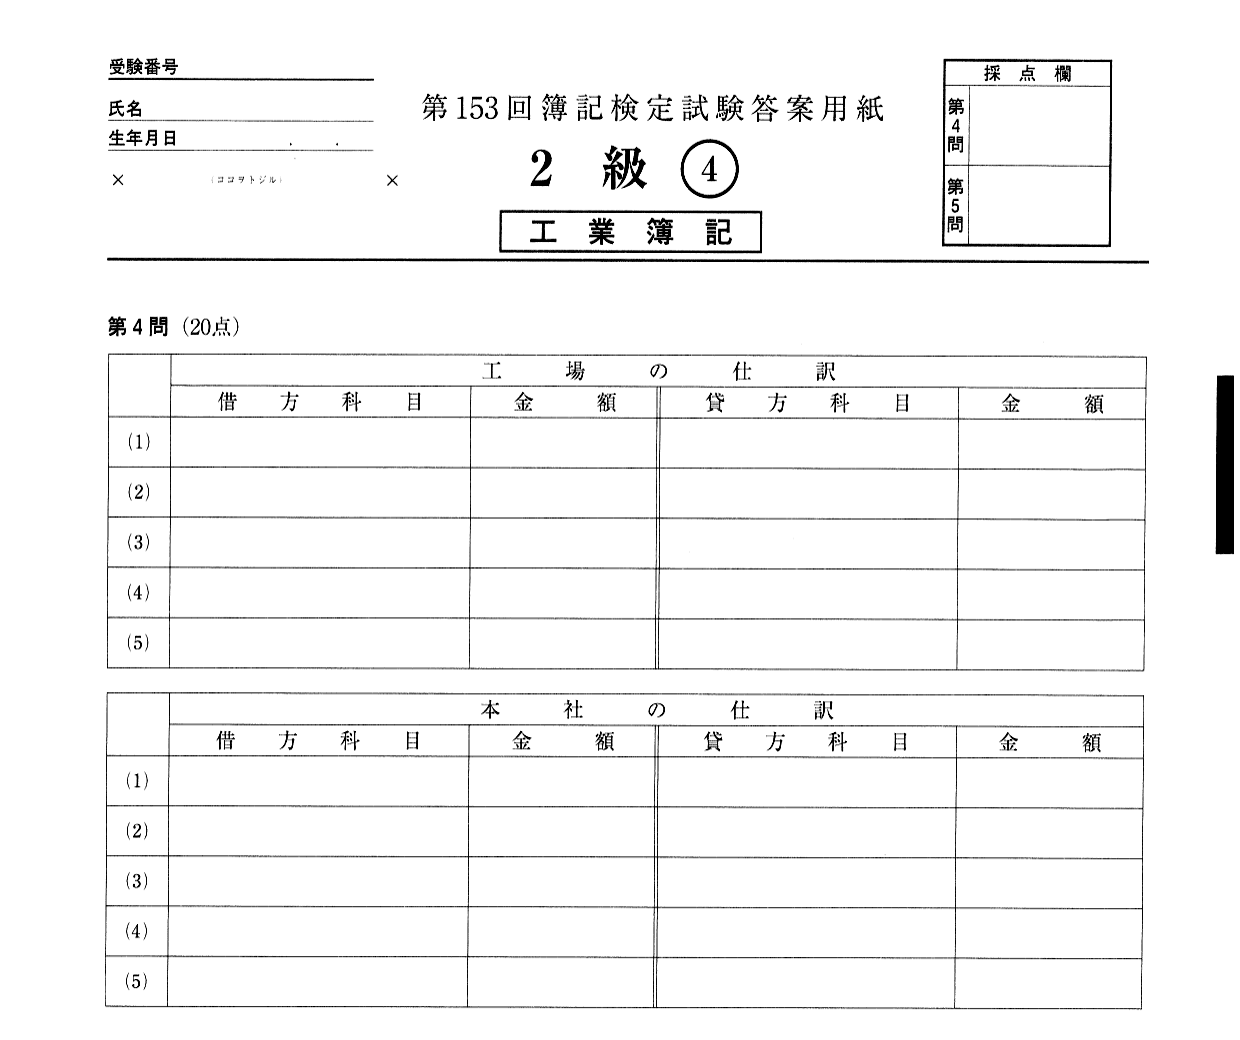 受験番号
氏名
生年月日 . .
× (ココヲトジル) ×
第153回簿記検定試験答案用紙
2 級 ④
工業簿記
採点欄
第4問
第5問
第4問 (20点)
工場の仕訳
借方科目 金額 貸方科目 金額
(1)
(2)
(3)
(4)
(5)
本社の仕訳
借方科目 金額 貸方科目 金額
(1)
(2)
(3)
(4)
(5)